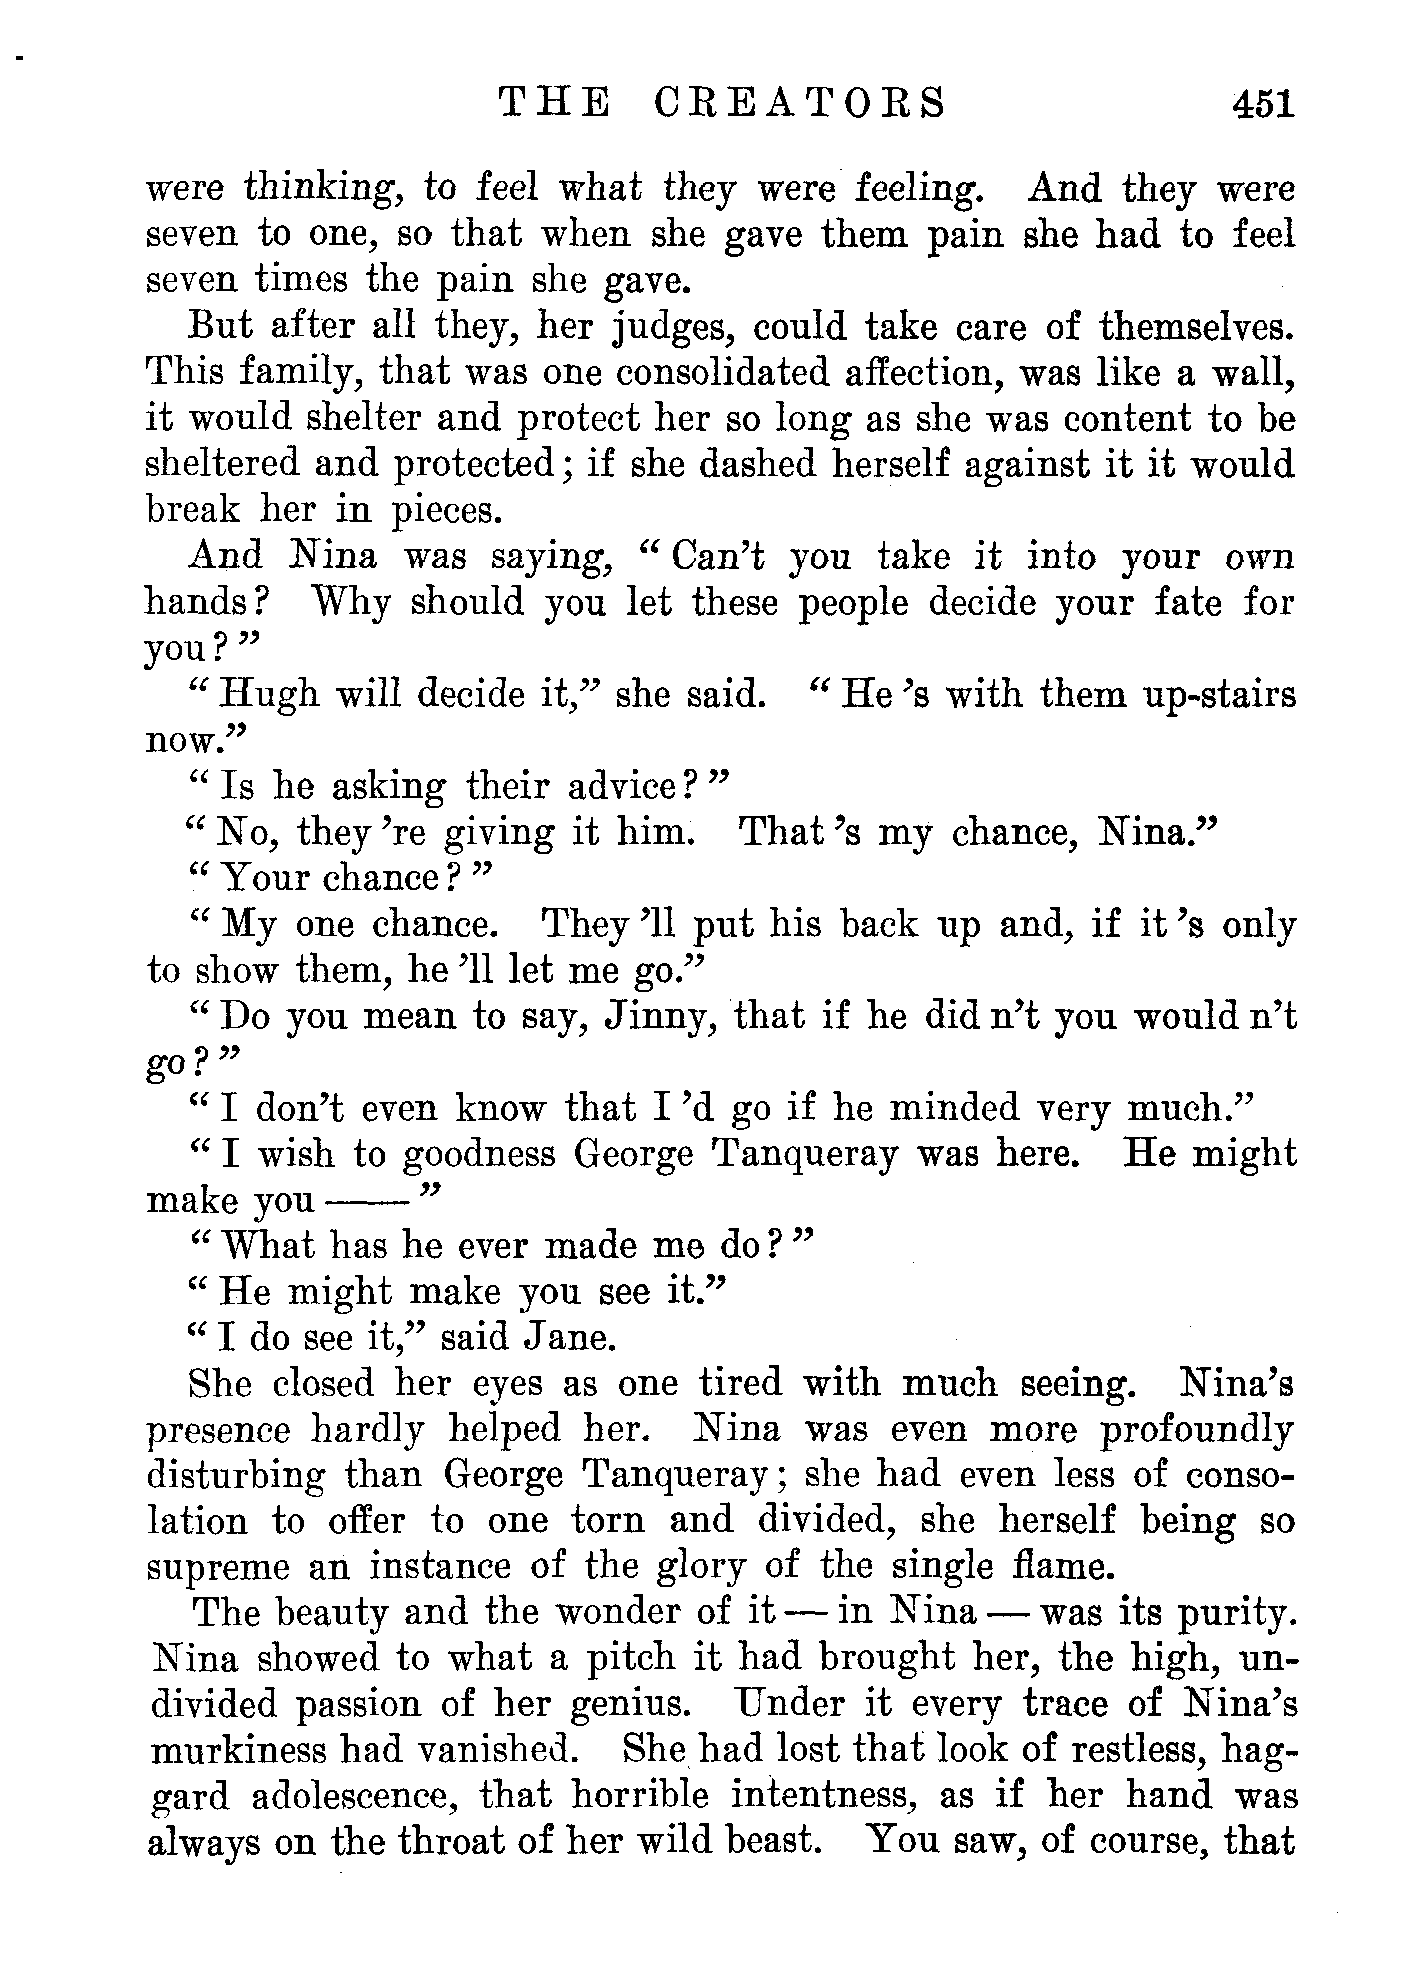 THE CREATORS 451
were thinking, to feel what they were feeling. And they were
seven to one, so that when she gave them pain she had to feel
seven times the pain she gave.
But after all they, her judges, could take care of themselves.
This family, that was one consolidated affection, was like a wall,
it would shelter and protect her so long as she was content to be
sheltered and protected; if she dashed herself against it it would
break her in pieces.
And Nina was saying, “ Can’t you take it into your own
hands? Why should you let these people decide your fate for
you? ”
“ Hugh will decide it,” she said. “ He ’s with them up-stairs
now.”
“ Is he asking their advice? ”
“ No, they ’re giving it him. That ’s my chance, Nina.”
“ Your chance? ”
“ My one chance. They ’ll put his back up and, if it ’s only
to show them, he ’ll let me go.”
“ Do you mean to say, Jinny, that if he did n’t you would n’t
go? ”
“ I don’t even know that I ’d go if he minded very much.”
“ I wish to goodness George Tanqueray was here. He might
make you —— ”
“ What has he ever made me do? ”
“ He might make you see it.”
“ I do see it,” said Jane.
She closed her eyes as one tired with much seeing. Nina’s
presence hardly helped her. Nina was even more profoundly
disturbing than George Tanqueray; she had even less of conso-
lation to offer to one torn and divided, she herself being so
supreme an instance of the glory of the single flame.
The beauty and the wonder of it — in Nina — was its purity.
Nina showed to what a pitch it had brought her, the high, un-
divided passion of her genius. Under it every trace of Nina’s
murkiness had vanished. She had lost that look of restless, hag-
gard adolescence, that horrible intentness, as if her hand was
always on the throat of her wild beast. You saw, of course, that